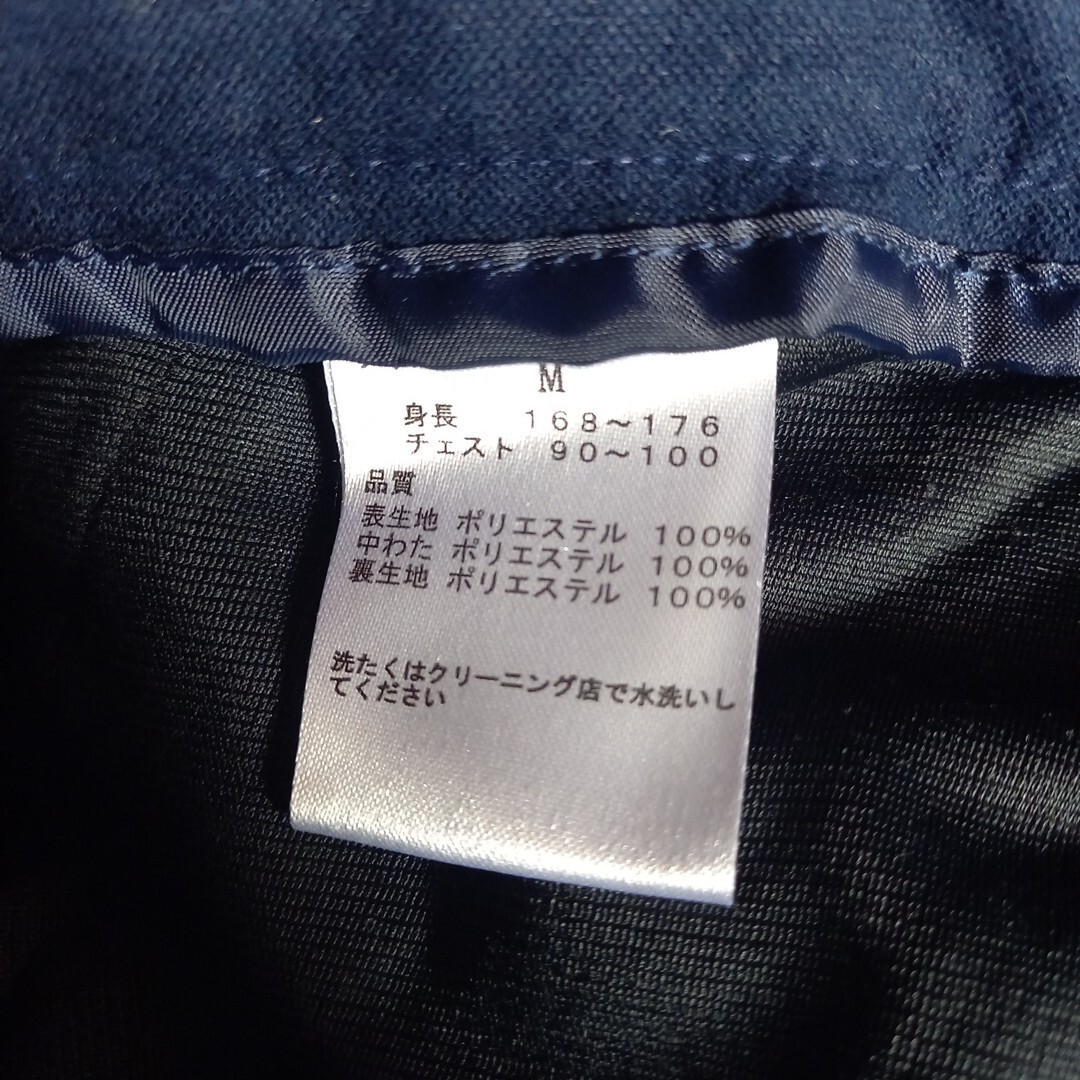 M
身長 168～176
チェスト 90～100
品質
表生地 ポリエステル 100%
中わた ポリエステル 100%
裏生地 ポリエステル 100%
洗たくはクリーニング店で水洗いし
てください